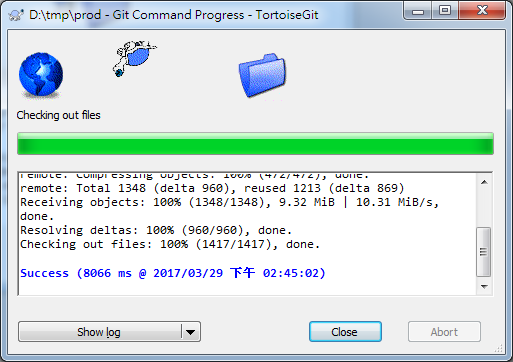 D:\tmp\prod - Git Command Progress - TortoiseGit
Checking out files
remote: Compressing objects: 100% (472/472), done.
remote: Total 1348 (delta 960), reused 1213 (delta 869)
Receiving objects: 100% (1348/1348), 9.32 MiB | 10.31 MiB/s,
done.
Resolving deltas: 100% (960/960), done.
Checking out files: 100% (1417/1417), done.
Success (8066 ms @ 2017/03/29 下午 02:45:02)
Show log
Close
Abort